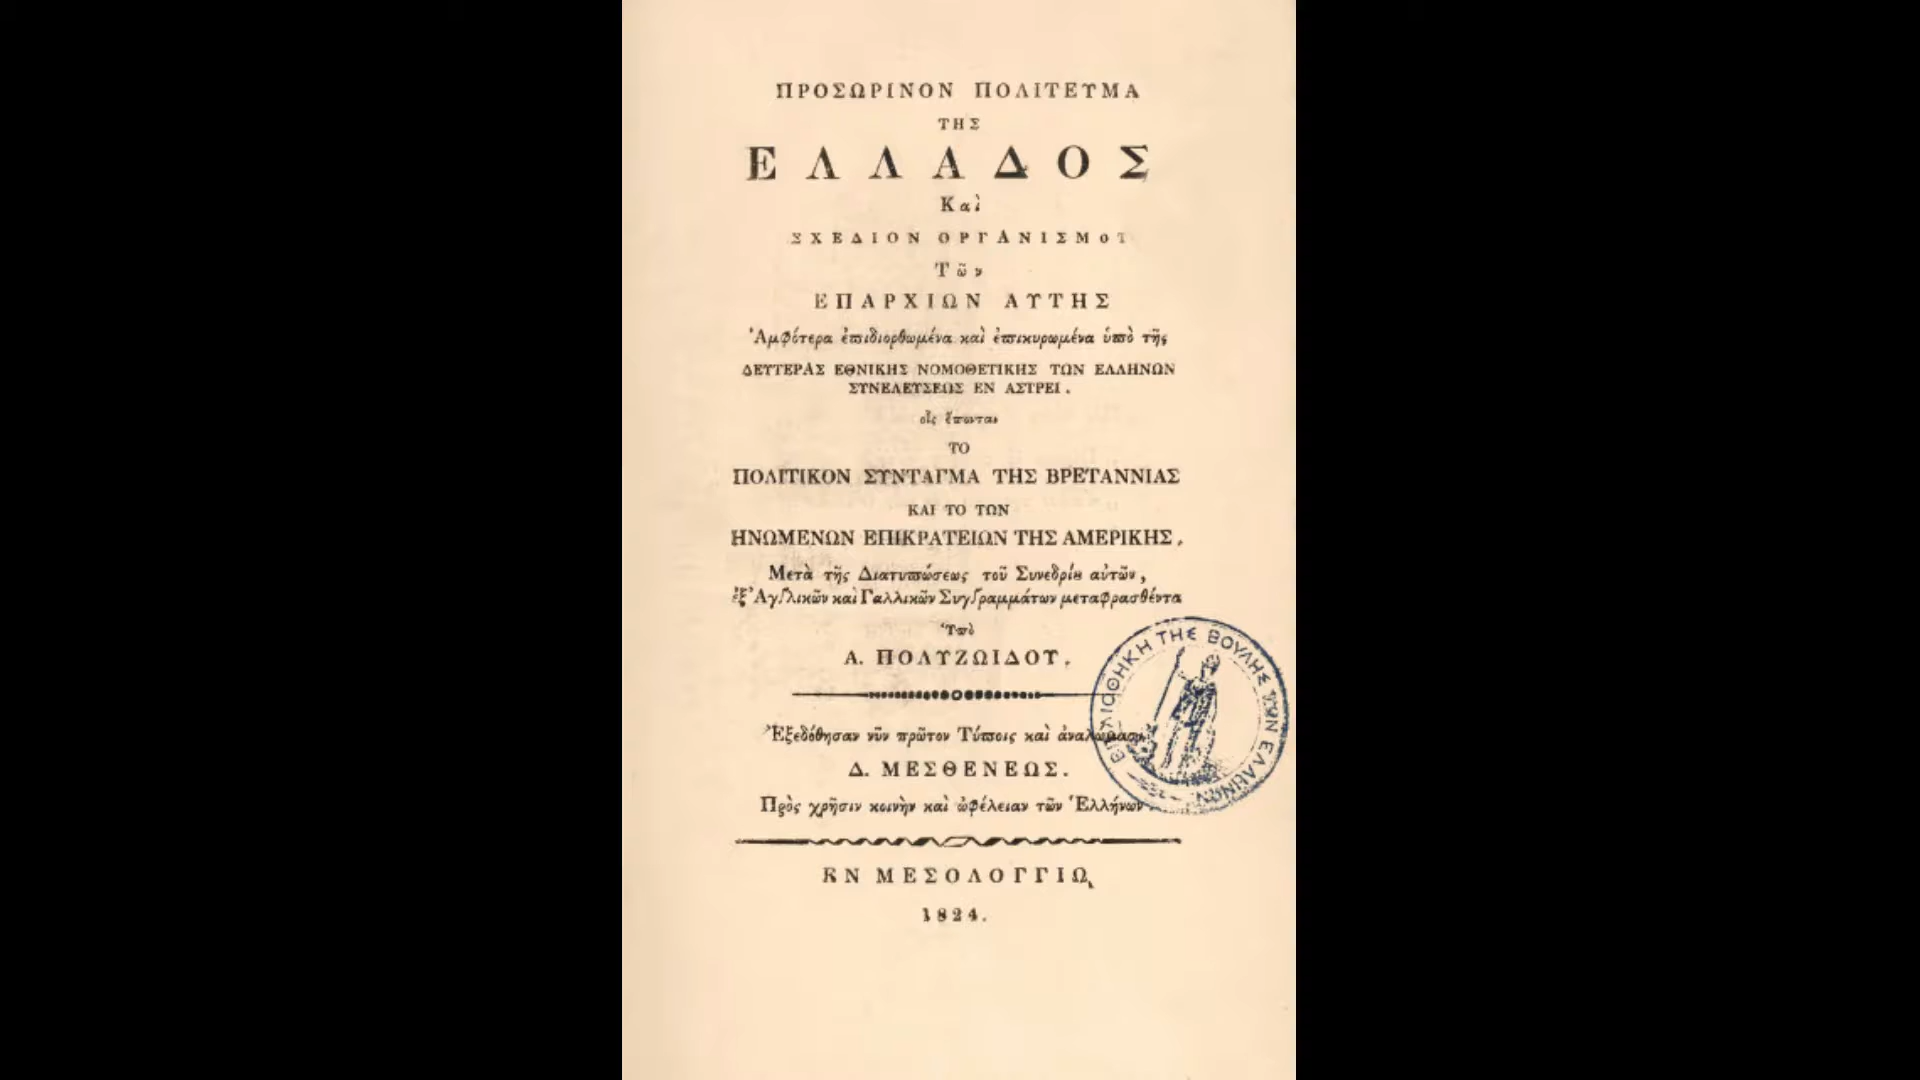 ΠΡΟΣΩΡΙΝΟΝ ΠΟΛΙΤΕΥΜΑ
ΤΗΣ
ΕΛΛΑΔΟΣ
Καὶ
ΣΧΕΔΙΟΝ ΟΡΓΑΝΙΣΜΟΥ
Τῶν
ΕΠΑΡΧΙΩΝ ΑΥΤΗΣ
Ἀμφότερα ἐπιδιορθωμένα καὶ ἐπικυρωμένα ὑπὸ τῆς
ΔΕΥΤΕΡΑΣ ΕΘΝΙΚΗΣ ΝΟΜΟΘΕΤΙΚΗΣ ΤΩΝ ΕΛΛΗΝΩΝ
ΣΥΝΕΛΕΥΣΕΩΣ ΕΝ ΑΣΤΡΕΙ.
οἷς ἕπονται
ΤΟ
ΠΟΛΙΤΙΚΟΝ ΣΥΝΤΑΓΜΑ ΤΗΣ ΒΡΕΤΑΝΝΙΑΣ
ΚΑΙ ΤΟ ΤΩΝ
ΗΝΩΜΕΝΩΝ ΕΠΙΚΡΑΤΕΙΩΝ ΤΗΣ ΑΜΕΡΙΚΗΣ,
Μετὰ τῆς Διατυπώσεως τοῦ Συνεδρίȣ αὐτῶν,
ἐξ Ἀγγλικῶν καὶ Γαλλικῶν Συγγραμμάτων μεταφρασθέντα
Ὑπὸ
Α. ΠΟΛΥΖΩΙΔΟΥ.
Ἐξεδόθησαν νῦν πρῶτον Τύποις καὶ ἀναλώμασι
Δ. ΜΕΣΘΕΝΕΩΣ.
Πρὸς χρῆσιν κοινὴν καὶ ὠφέλειαν τῶν Ἑλλήνων
ΕΝ ΜΕΣΟΛΟΓΓΙῼ
1824.
ΒΙΒΛΙΟΘΗΚΗ ΤΗΣ ΒΟΥΛΗΣ ΤΩΝ ΕΛΛΗΝΩΝ